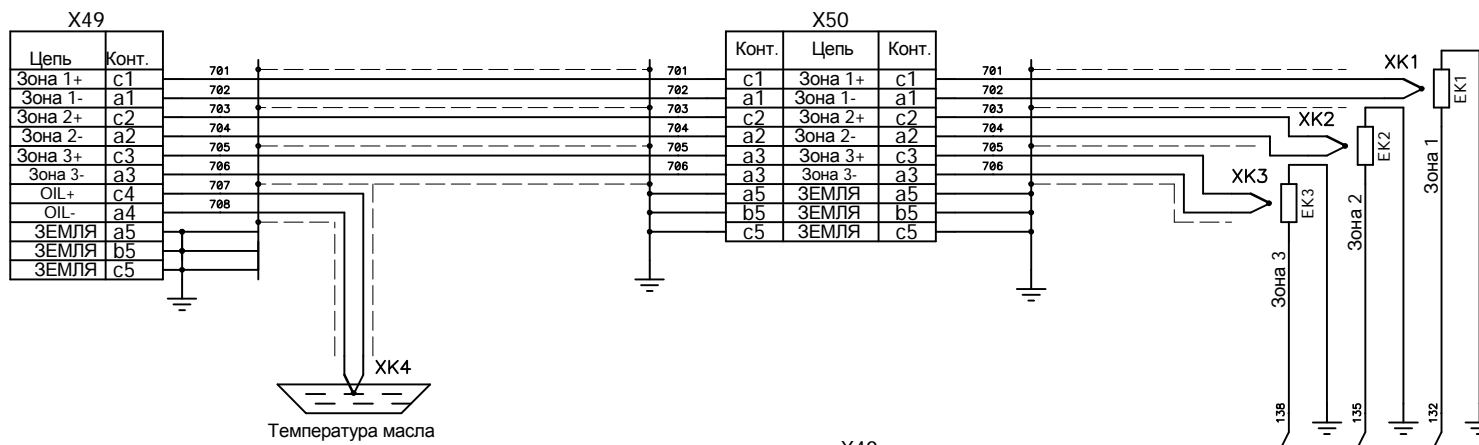 X49
Цепь Конт.
Зона 1+ c1
Зона 1- a1
Зона 2+ c2
Зона 2- a2
Зона 3+ c3
Зона 3- a3
OIL+ c4
OIL- a4
ЗЕМЛЯ a5
ЗЕМЛЯ b5
ЗЕМЛЯ c5
701
702
703
704
705
706
707
708
XK4
Температура масла
701
702
703
704
705
706
X50
Конт. Цепь Конт.
c1 Зона 1+ c1
a1 Зона 1- a1
c2 Зона 2+ c2
a2 Зона 2- a2
a3 Зона 3+ c3
a3 Зона 3- a3
a5 ЗЕМЛЯ a5
b5 ЗЕМЛЯ b5
c5 ЗЕМЛЯ c5
701
702
703
704
705
706
XK1
XK2
XK3
EK1
EK2
EK3
Зона 1
Зона 2
Зона 3
138
135
132